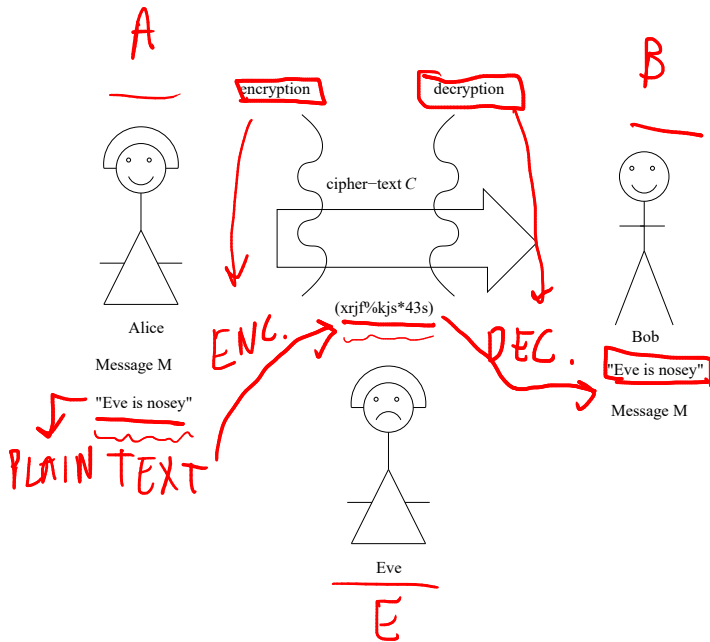 A
B
encryption
decryption
cipher−text C
(xrjf%kjs*43s)
Alice
ENC.
DEC.
Bob
Message M
"Eve is nosey"
"Eve is nosey"
Message M
PLAIN TEXT
Eve
E